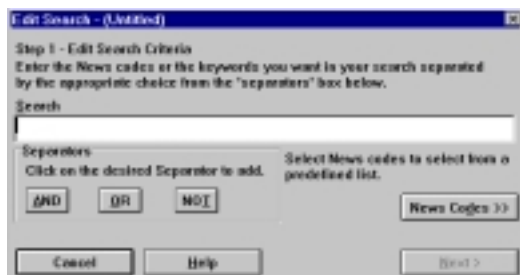 Edit Search - (Untitled)
Step 1 - Edit Search Criteria
Enter the News codes or the keywords you want in your search separated
by the appropriate choice from the "separators" box below.
Search
Separators
Click on the desired Separator to add.
AND OR NOT
Select News codes to select from a
predefined list.
News Codes >>
Cancel Help Next >